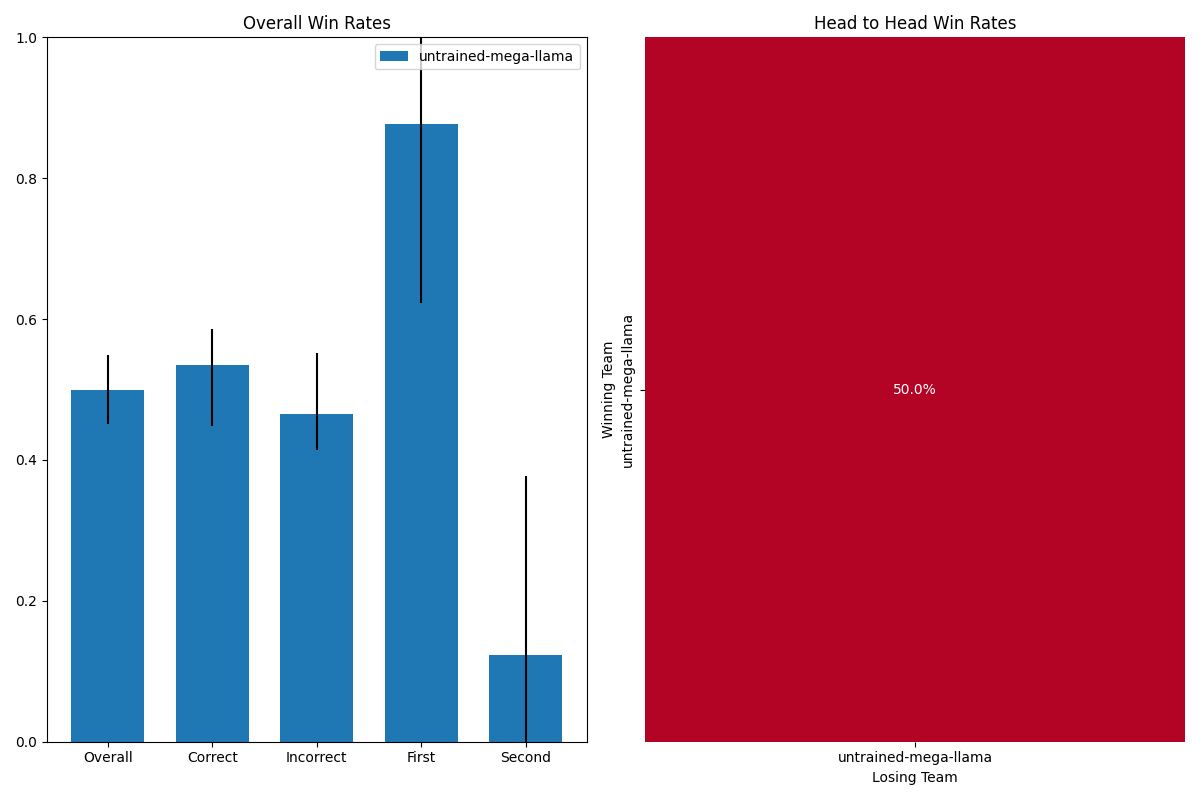 Overall Win Rates
1.0
0.8
0.6
0.4
0.2
0.0
untrained-mega-llama
Overall
Correct
Incorrect
First
Second
Head to Head Win Rates
Winning Team
untrained-mega-llama
50.0%
untrained-mega-llama
Losing Team